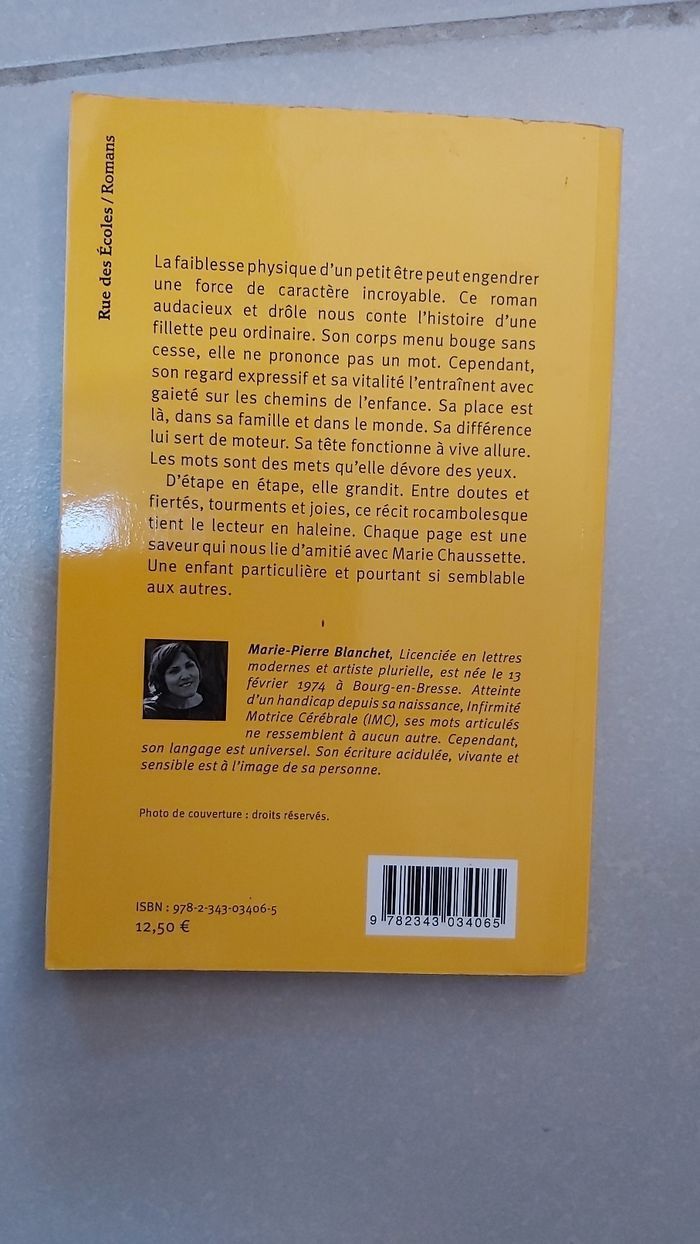 Rue des Écoles / Romans
La faiblesse physique d'un petit être peut engendrer
une force de caractère incroyable. Ce roman
audacieux et drôle nous conte l'histoire d'une
fillette peu ordinaire. Son corps menu bouge sans
cesse, elle ne prononce pas un mot. Cependant,
son regard expressif et sa vitalité l'entraînent avec
gaieté sur les chemins de l'enfance. Sa place est
là, dans sa famille et dans le monde. Sa différence
lui sert de moteur. Sa tête fonctionne à vive allure.
Les mots sont des mets qu'elle dévore des yeux.
D'étape en étape, elle grandit. Entre doutes et
fiertés, tourments et joies, ce récit rocambolesque
tient le lecteur en haleine. Chaque page est une
saveur qui nous lie d'amitié avec Marie Chaussette.
Une enfant particulière et pourtant si semblable
aux autres.
Marie-Pierre Blanchet, Licenciée en lettres
modernes et artiste plurielle, est née le 13
février 1974 à Bourg-en-Bresse. Atteinte
d'un handicap depuis sa naissance, Infirmité
Motrice Cérébrale (IMC), ses mots articulés
ne ressemblent à aucun autre. Cependant,
son langage est universel. Son écriture acidulée, vivante et
sensible est à l'image de sa personne.
Photo de couverture : droits réservés.
ISBN : 978-2-343-03406-5
12,50 €
9 782343 034065